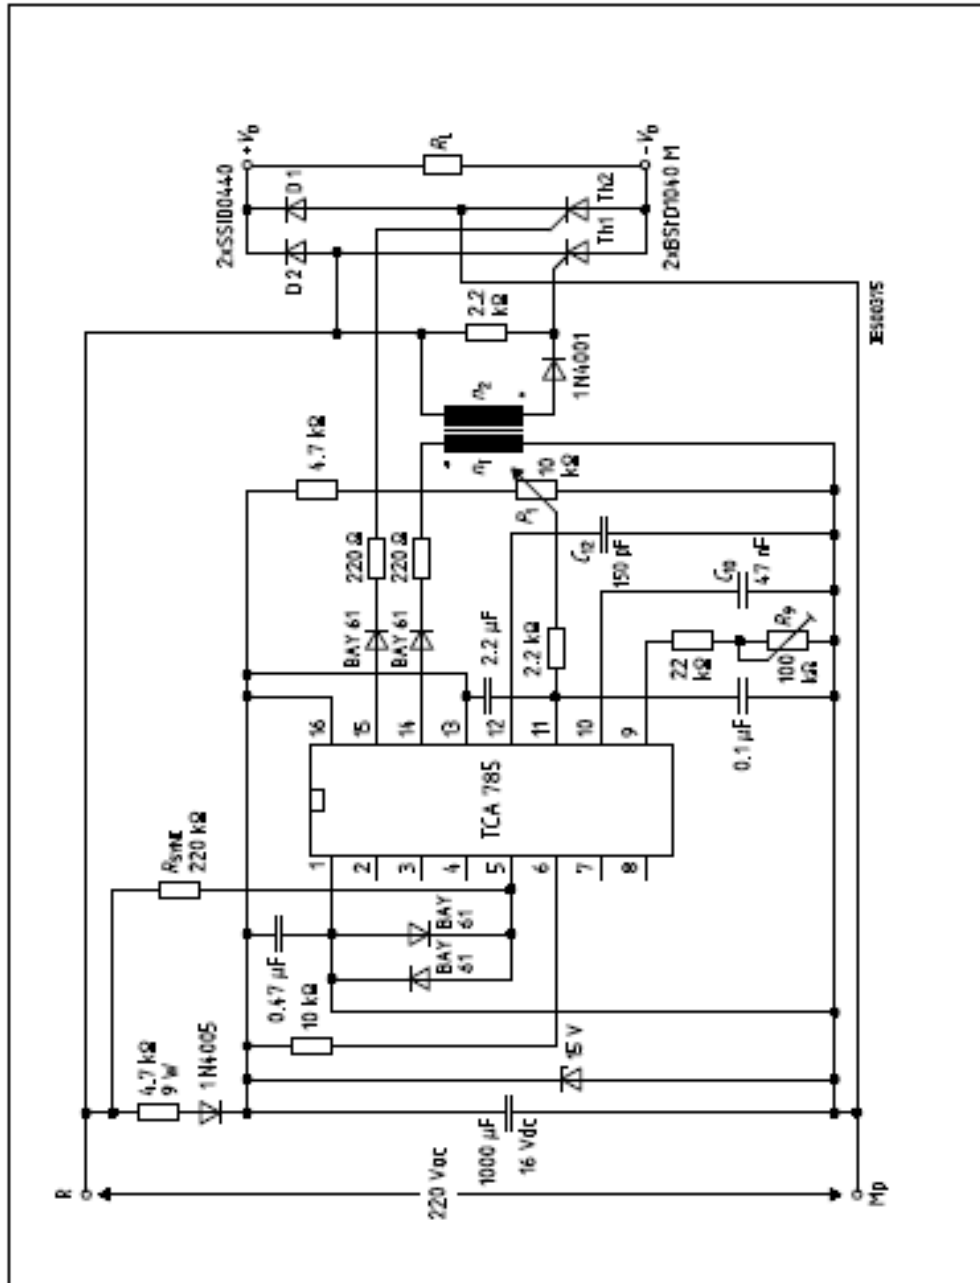 R
220 Vac
Mp
4.7 kΩ
9 W
1 N4005
1000 µF
16 Vdc
15 V
10 kΩ
0.47 µF
BAY
61
BAY
61
RSYNC
220 kΩ
TCA 785
1
2
3
4
5
6
7
8
16
15
14
13
12
11
10
9
BAY 61
BAY 61
220 Ω
220 Ω
2.2 µF
2.2 kΩ
0.1 µF
22
kΩ
100
kΩ
R9
C10
47 nF
C12
150 pF
4.7 kΩ
P1
10
kΩ
n1
n2
2.2
kΩ
1N4001
D2
D1
2xSSID0440
+VD
RL
-VD
Th1
Th2
2xBStD1040 M
IES00375